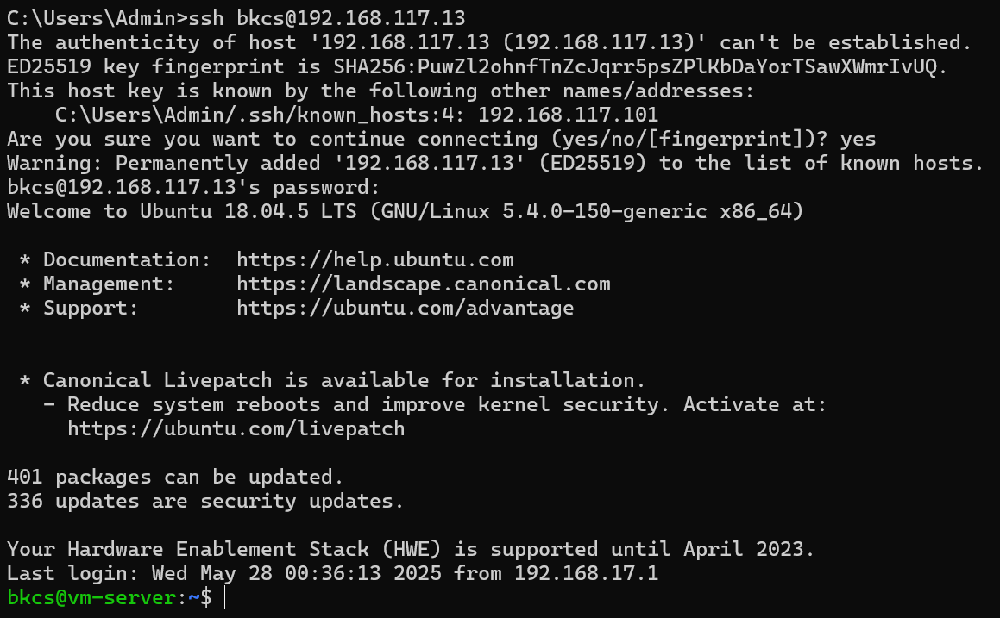 C:\Users\Admin>ssh bkcs@192.168.117.13
The authenticity of host '192.168.117.13 (192.168.117.13)' can't be established.
ED25519 key fingerprint is SHA256:PuwZl2ohnfTnZcJqrr5psZPlKbDaYorTSawXWmrIvUQ.
This host key is known by the following other names/addresses:
    C:\Users\Admin/.ssh/known_hosts:4: 192.168.117.101
Are you sure you want to continue connecting (yes/no/[fingerprint])? yes
Warning: Permanently added '192.168.117.13' (ED25519) to the list of known hosts.
bkcs@192.168.117.13's password:
Welcome to Ubuntu 18.04.5 LTS (GNU/Linux 5.4.0-150-generic x86_64)

 * Documentation:  https://help.ubuntu.com
 * Management:     https://landscape.canonical.com
 * Support:        https://ubuntu.com/advantage


 * Canonical Livepatch is available for installation.
   - Reduce system reboots and improve kernel security. Activate at:
     https://ubuntu.com/livepatch

401 packages can be updated.
336 updates are security updates.

Your Hardware Enablement Stack (HWE) is supported until April 2023.
Last login: Wed May 28 00:36:13 2025 from 192.168.17.1
bkcs@vm-server:~$